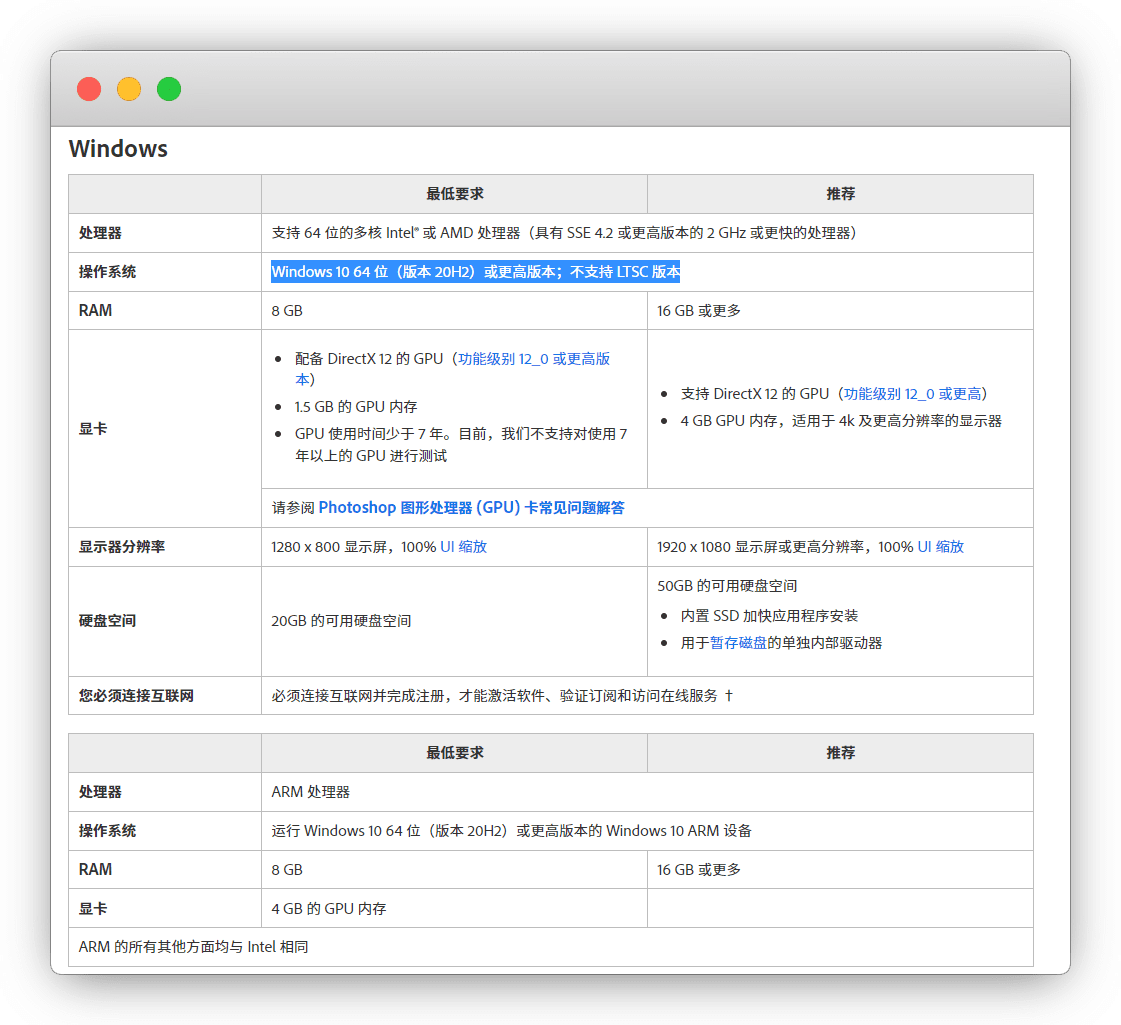 Windows
最低要求
推荐
处理器
支持 64 位的多核 Intel® 或 AMD 处理器（具有 SSE 4.2 或更高版本的 2 GHz 或更快的处理器）
操作系统
Windows 10 64 位（版本 20H2）或更高版本；不支持 LTSC 版本
RAM
8 GB
16 GB 或更多
显卡
• 配备 DirectX 12 的 GPU（功能级别 12_0 或更高版
本）
• 1.5 GB 的 GPU 内存
• GPU 使用时间少于 7 年。目前，我们不支持对使用 7
年以上的 GPU 进行测试
• 支持 DirectX 12 的 GPU（功能级别 12_0 或更高）
• 4 GB GPU 内存，适用于 4k 及更高分辨率的显示器
请参阅 Photoshop 图形处理器 (GPU) 卡常见问题解答
显示器分辨率
1280 x 800 显示屏，100% UI 缩放
1920 x 1080 显示屏或更高分辨率，100% UI 缩放
硬盘空间
20GB 的可用硬盘空间
50GB 的可用硬盘空间
• 内置 SSD 加快应用程序安装
• 用于暂存磁盘的单独内部驱动器
您必须连接互联网
必须连接互联网并完成注册，才能激活软件、验证订阅和访问在线服务 †
最低要求
推荐
处理器
ARM 处理器
操作系统
运行 Windows 10 64 位（版本 20H2）或更高版本的 Windows 10 ARM 设备
RAM
8 GB
16 GB 或更多
显卡
4 GB 的 GPU 内存
ARM 的所有其他方面均与 Intel 相同